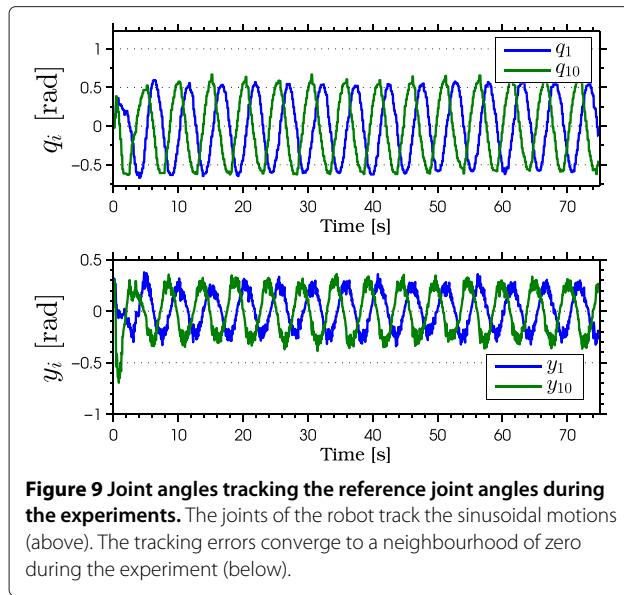 q₁
q₁₀
1
0.5
0
−0.5
qᵢ [rad]
0 10 20 30 40 50 60 70
Time [s]
0.5
0
−0.5
−1
yᵢ [rad]
y₁
y₁₀
0 10 20 30 40 50 60 70
Time [s]
Figure 9 Joint angles tracking the reference joint angles during
the experiments. The joints of the robot track the sinusoidal motions
(above). The tracking errors converge to a neighbourhood of zero
during the experiment (below).